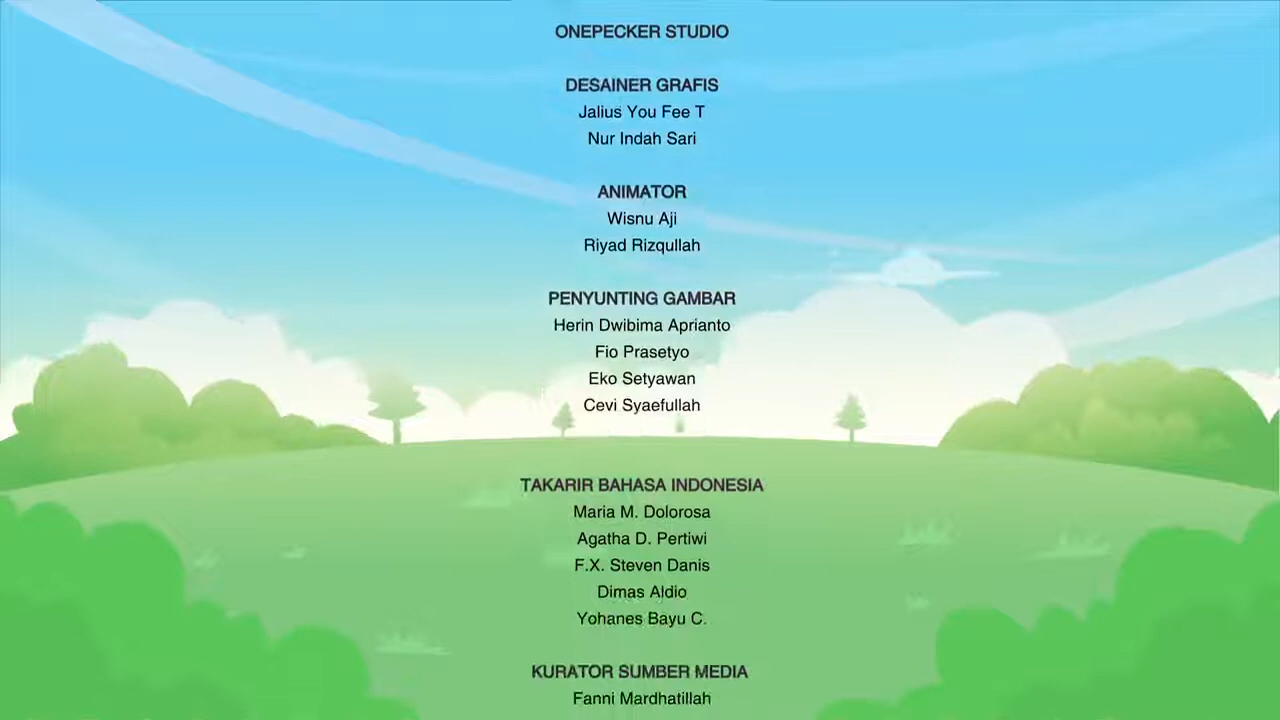 ONEPECKER STUDIO
DESAINER GRAFIS
Jalius You Fee T
Nur Indah Sari
ANIMATOR
Wisnu Aji
Riyad Rizqullah
PENYUNTING GAMBAR
Herin Dwibima Aprianto
Fio Prasetyo
Eko Setyawan
Cevi Syaefullah
TAKARIR BAHASA INDONESIA
Maria M. Dolorosa
Agatha D. Pertiwi
F.X. Steven Danis
Dimas Aldio
Yohanes Bayu C.
KURATOR SUMBER MEDIA
Fanni Mardhatillah